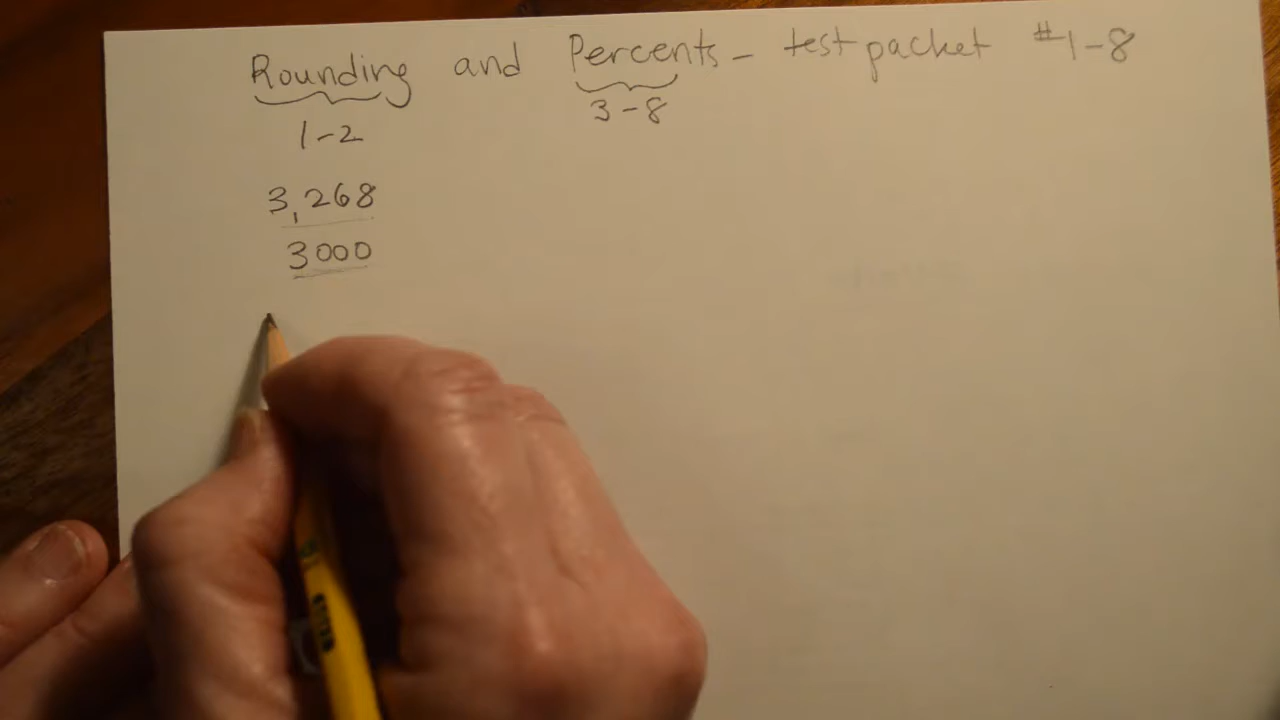 Rounding and Percents - test packet #1-8
1-2
3-8
3,268
3000